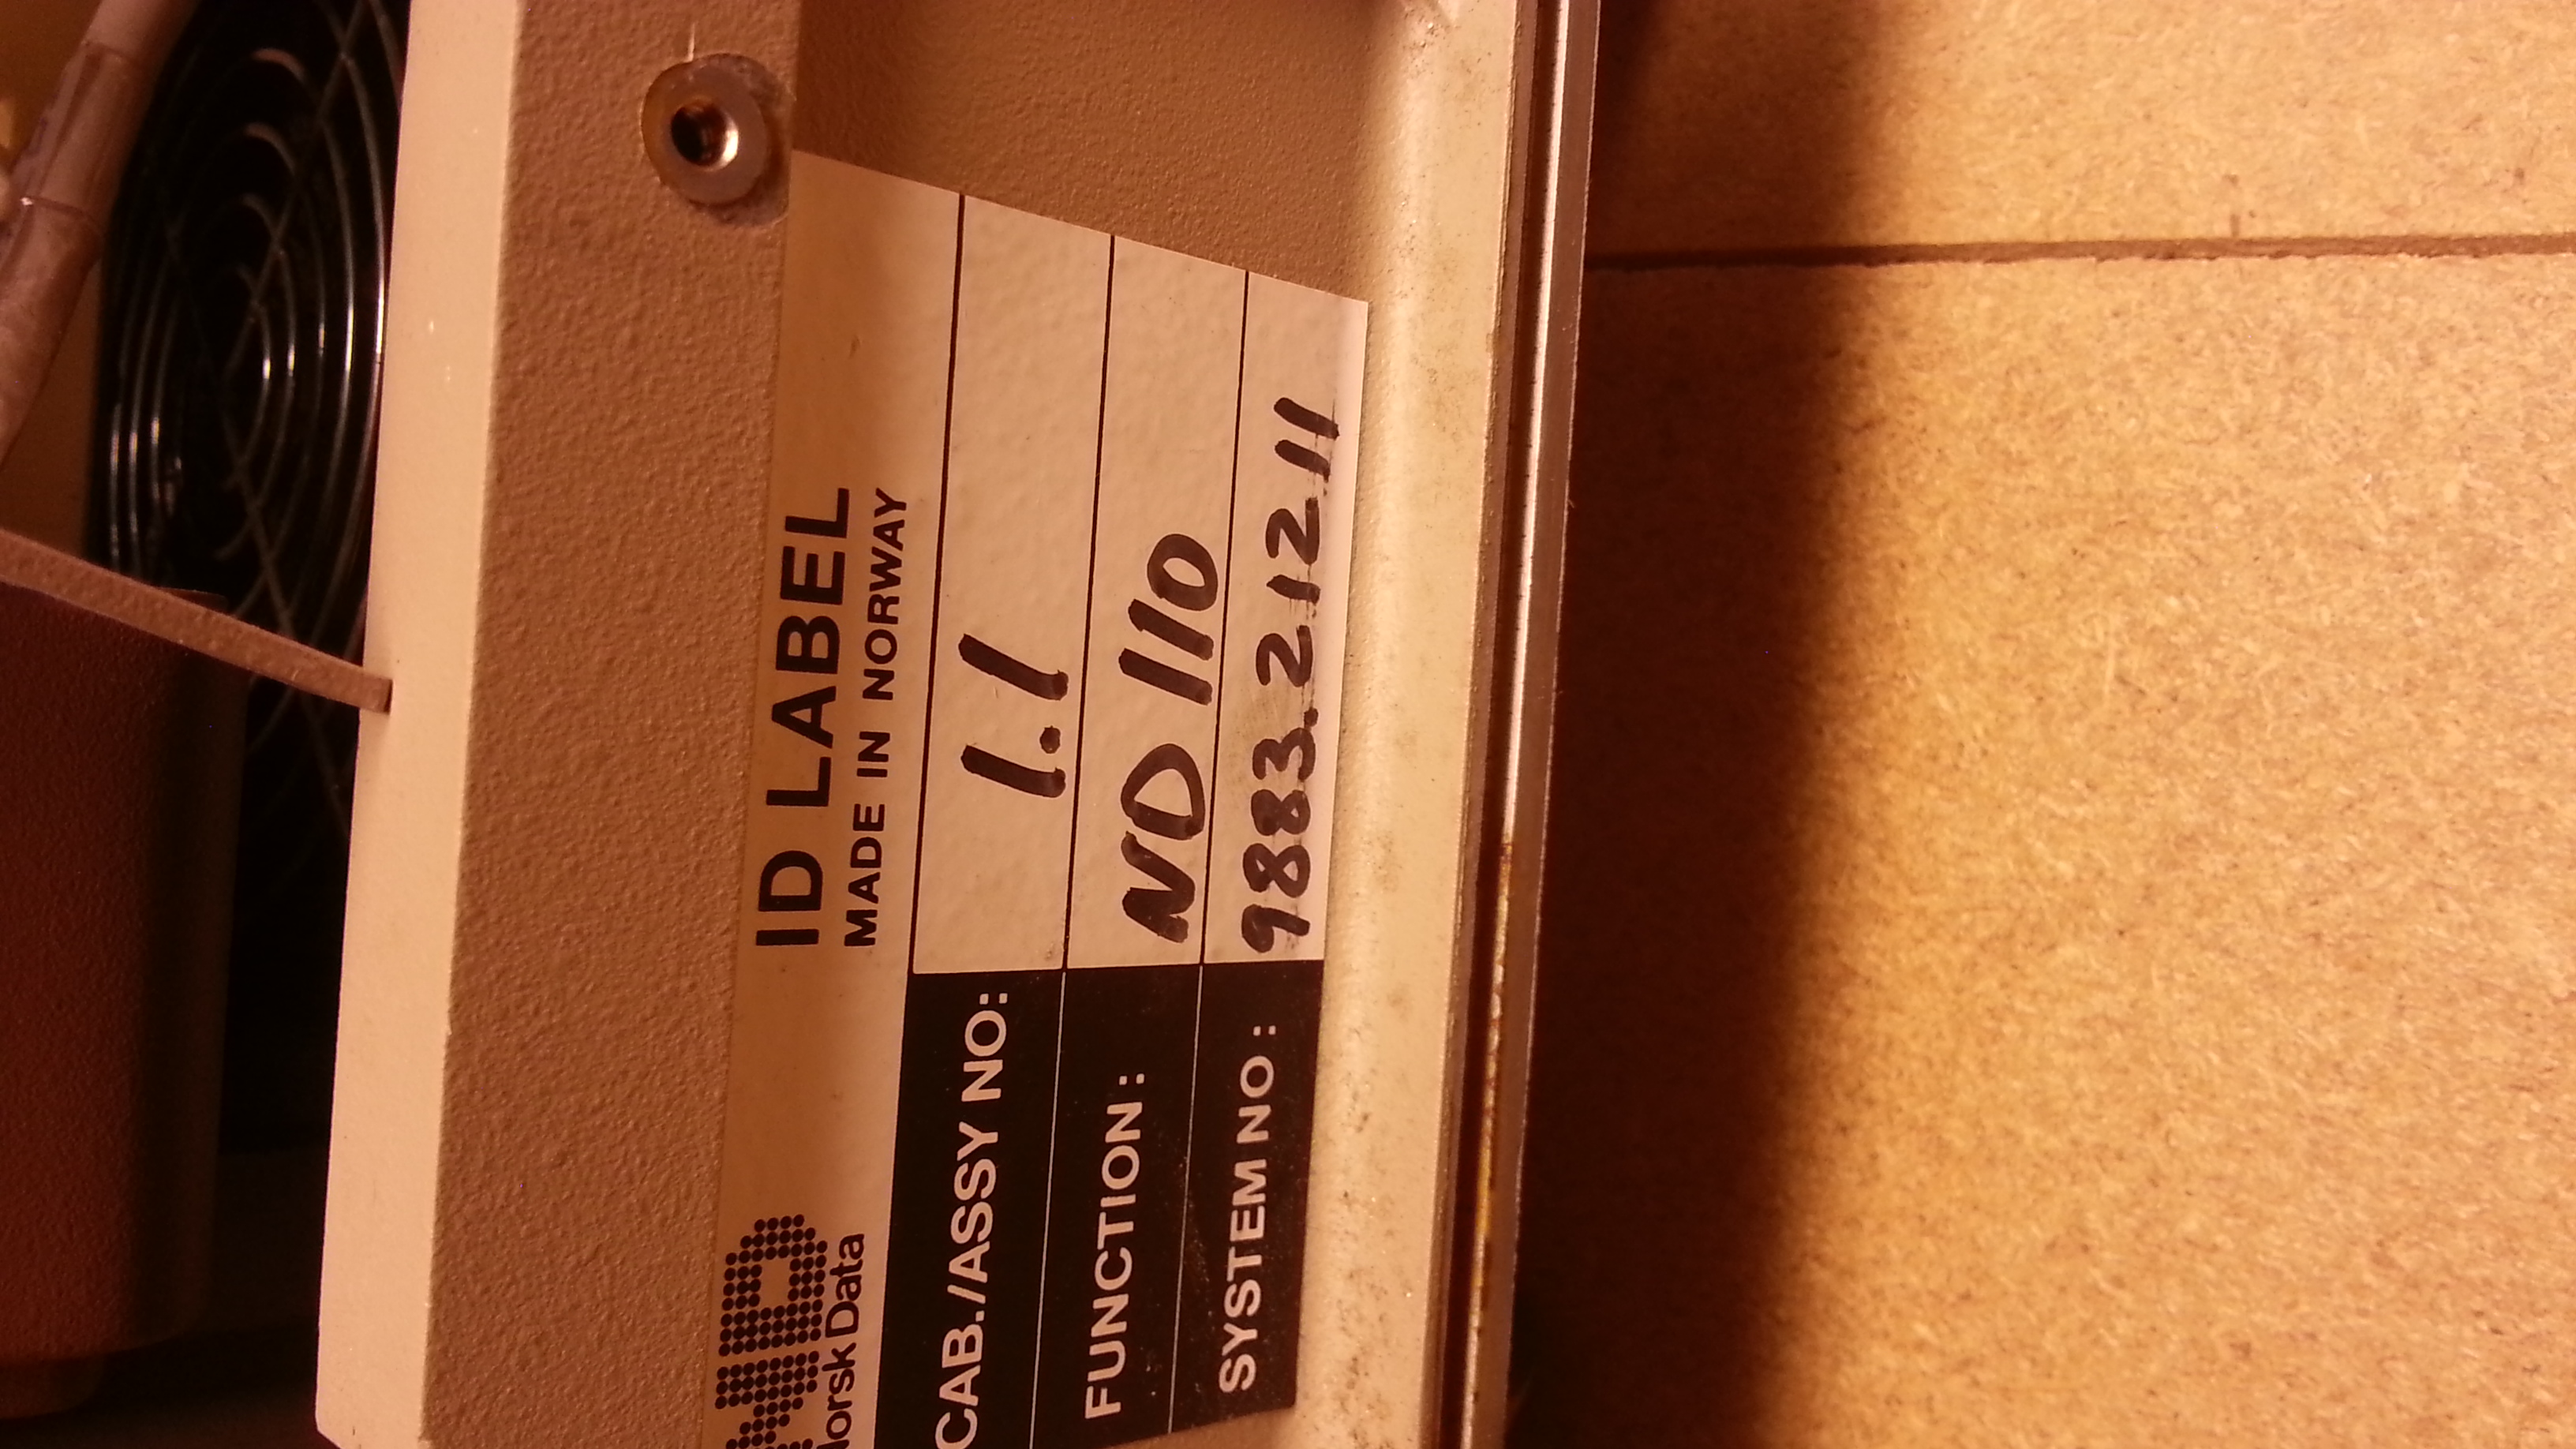 ND
Norsk Data
ID LABEL
MADE IN NORWAY
CAB./ASSY NO: 1.1
FUNCTION: ND 110
SYSTEM NO: 9883.21211